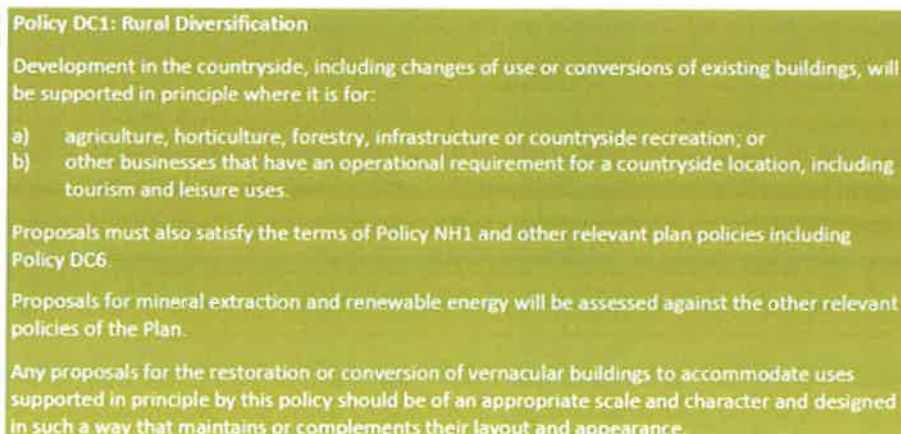 Policy DC1: Rural Diversification
Development in the countryside, including changes of use or conversions of existing buildings, will
be supported in principle where it is for:
a) agriculture, horticulture, forestry, infrastructure or countryside recreation; or
b) other businesses that have an operational requirement for a countryside location, including
tourism and leisure uses.
Proposals must also satisfy the terms of Policy NH1 and other relevant plan policies including
Policy DC6.
Proposals for mineral extraction and renewable energy will be assessed against the other relevant
policies of the Plan.
Any proposals for the restoration or conversion of vernacular buildings to accommodate uses
supported in principle by this policy should be of an appropriate scale and character and designed
in such a way that maintains or complements their layout and appearance.